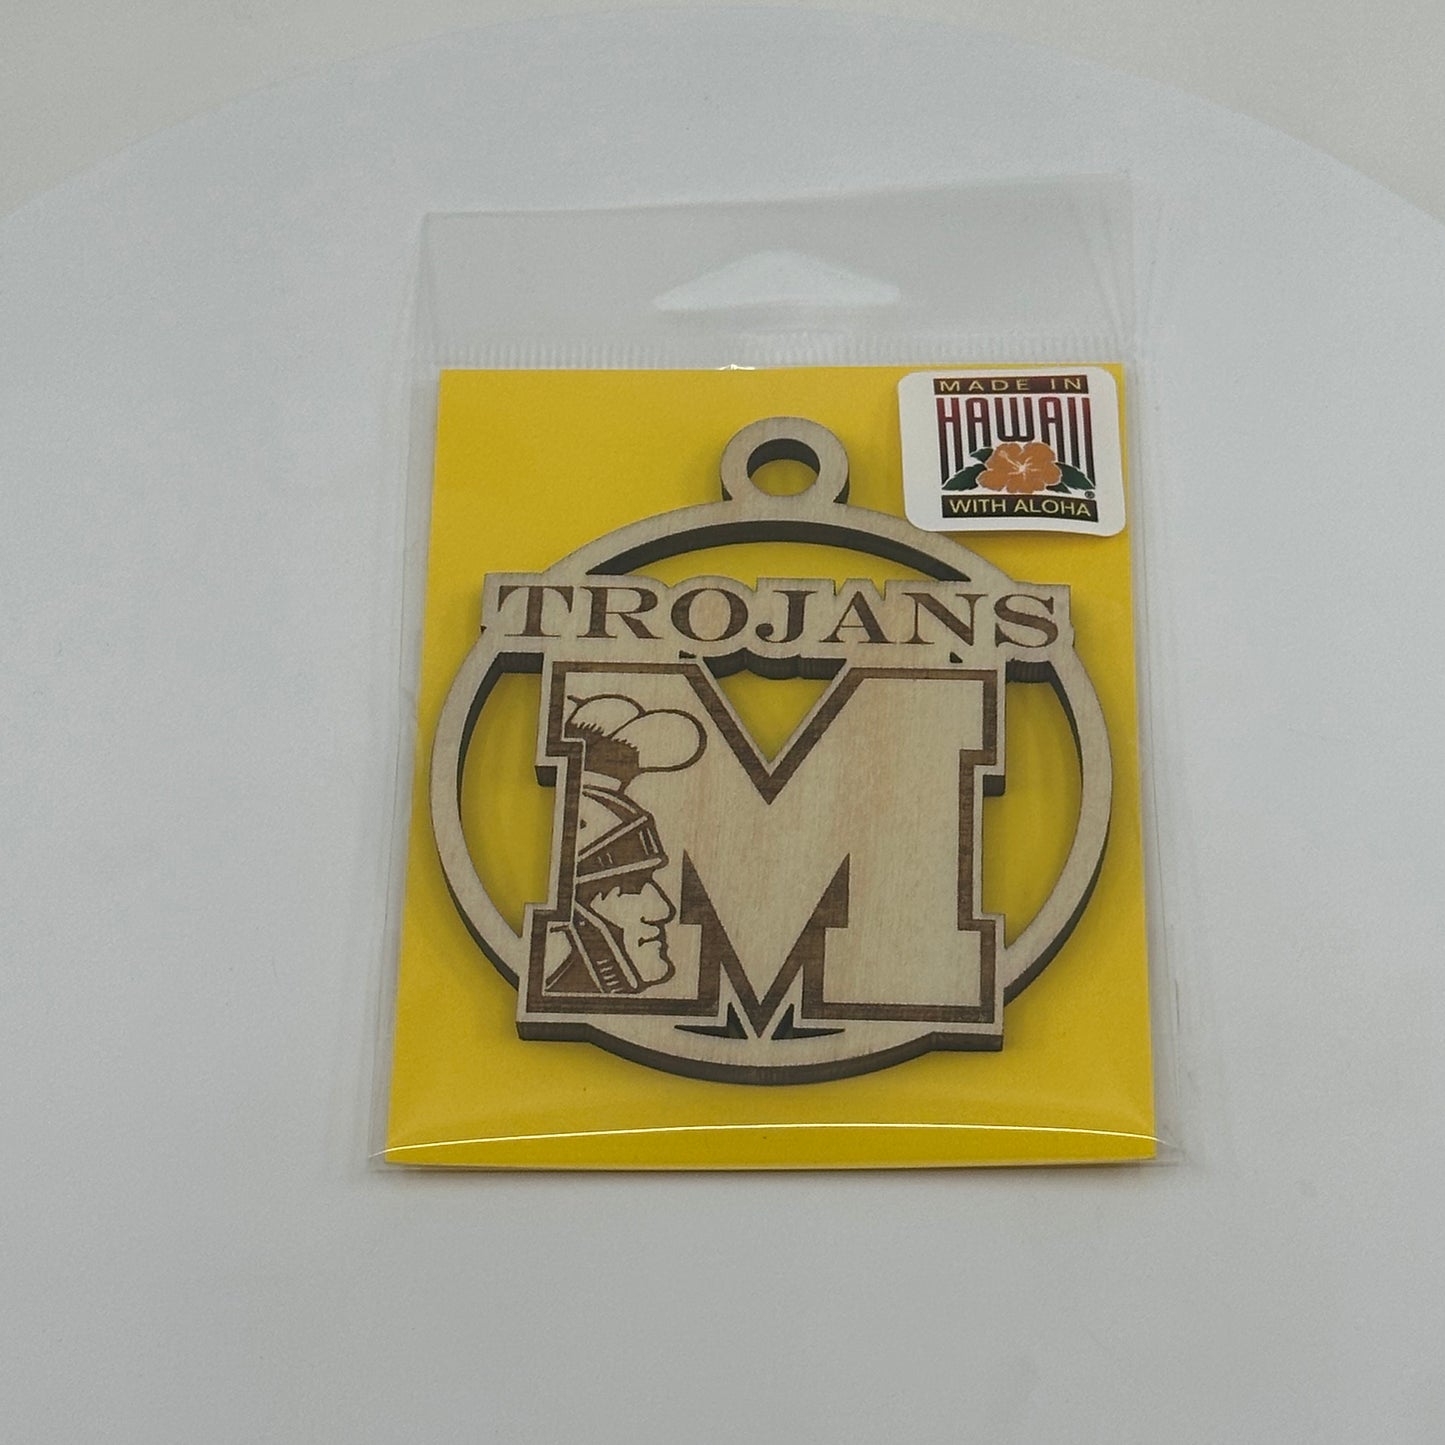 MADE IN
HAWAII
®
WITH ALOHA
TROJANS
M